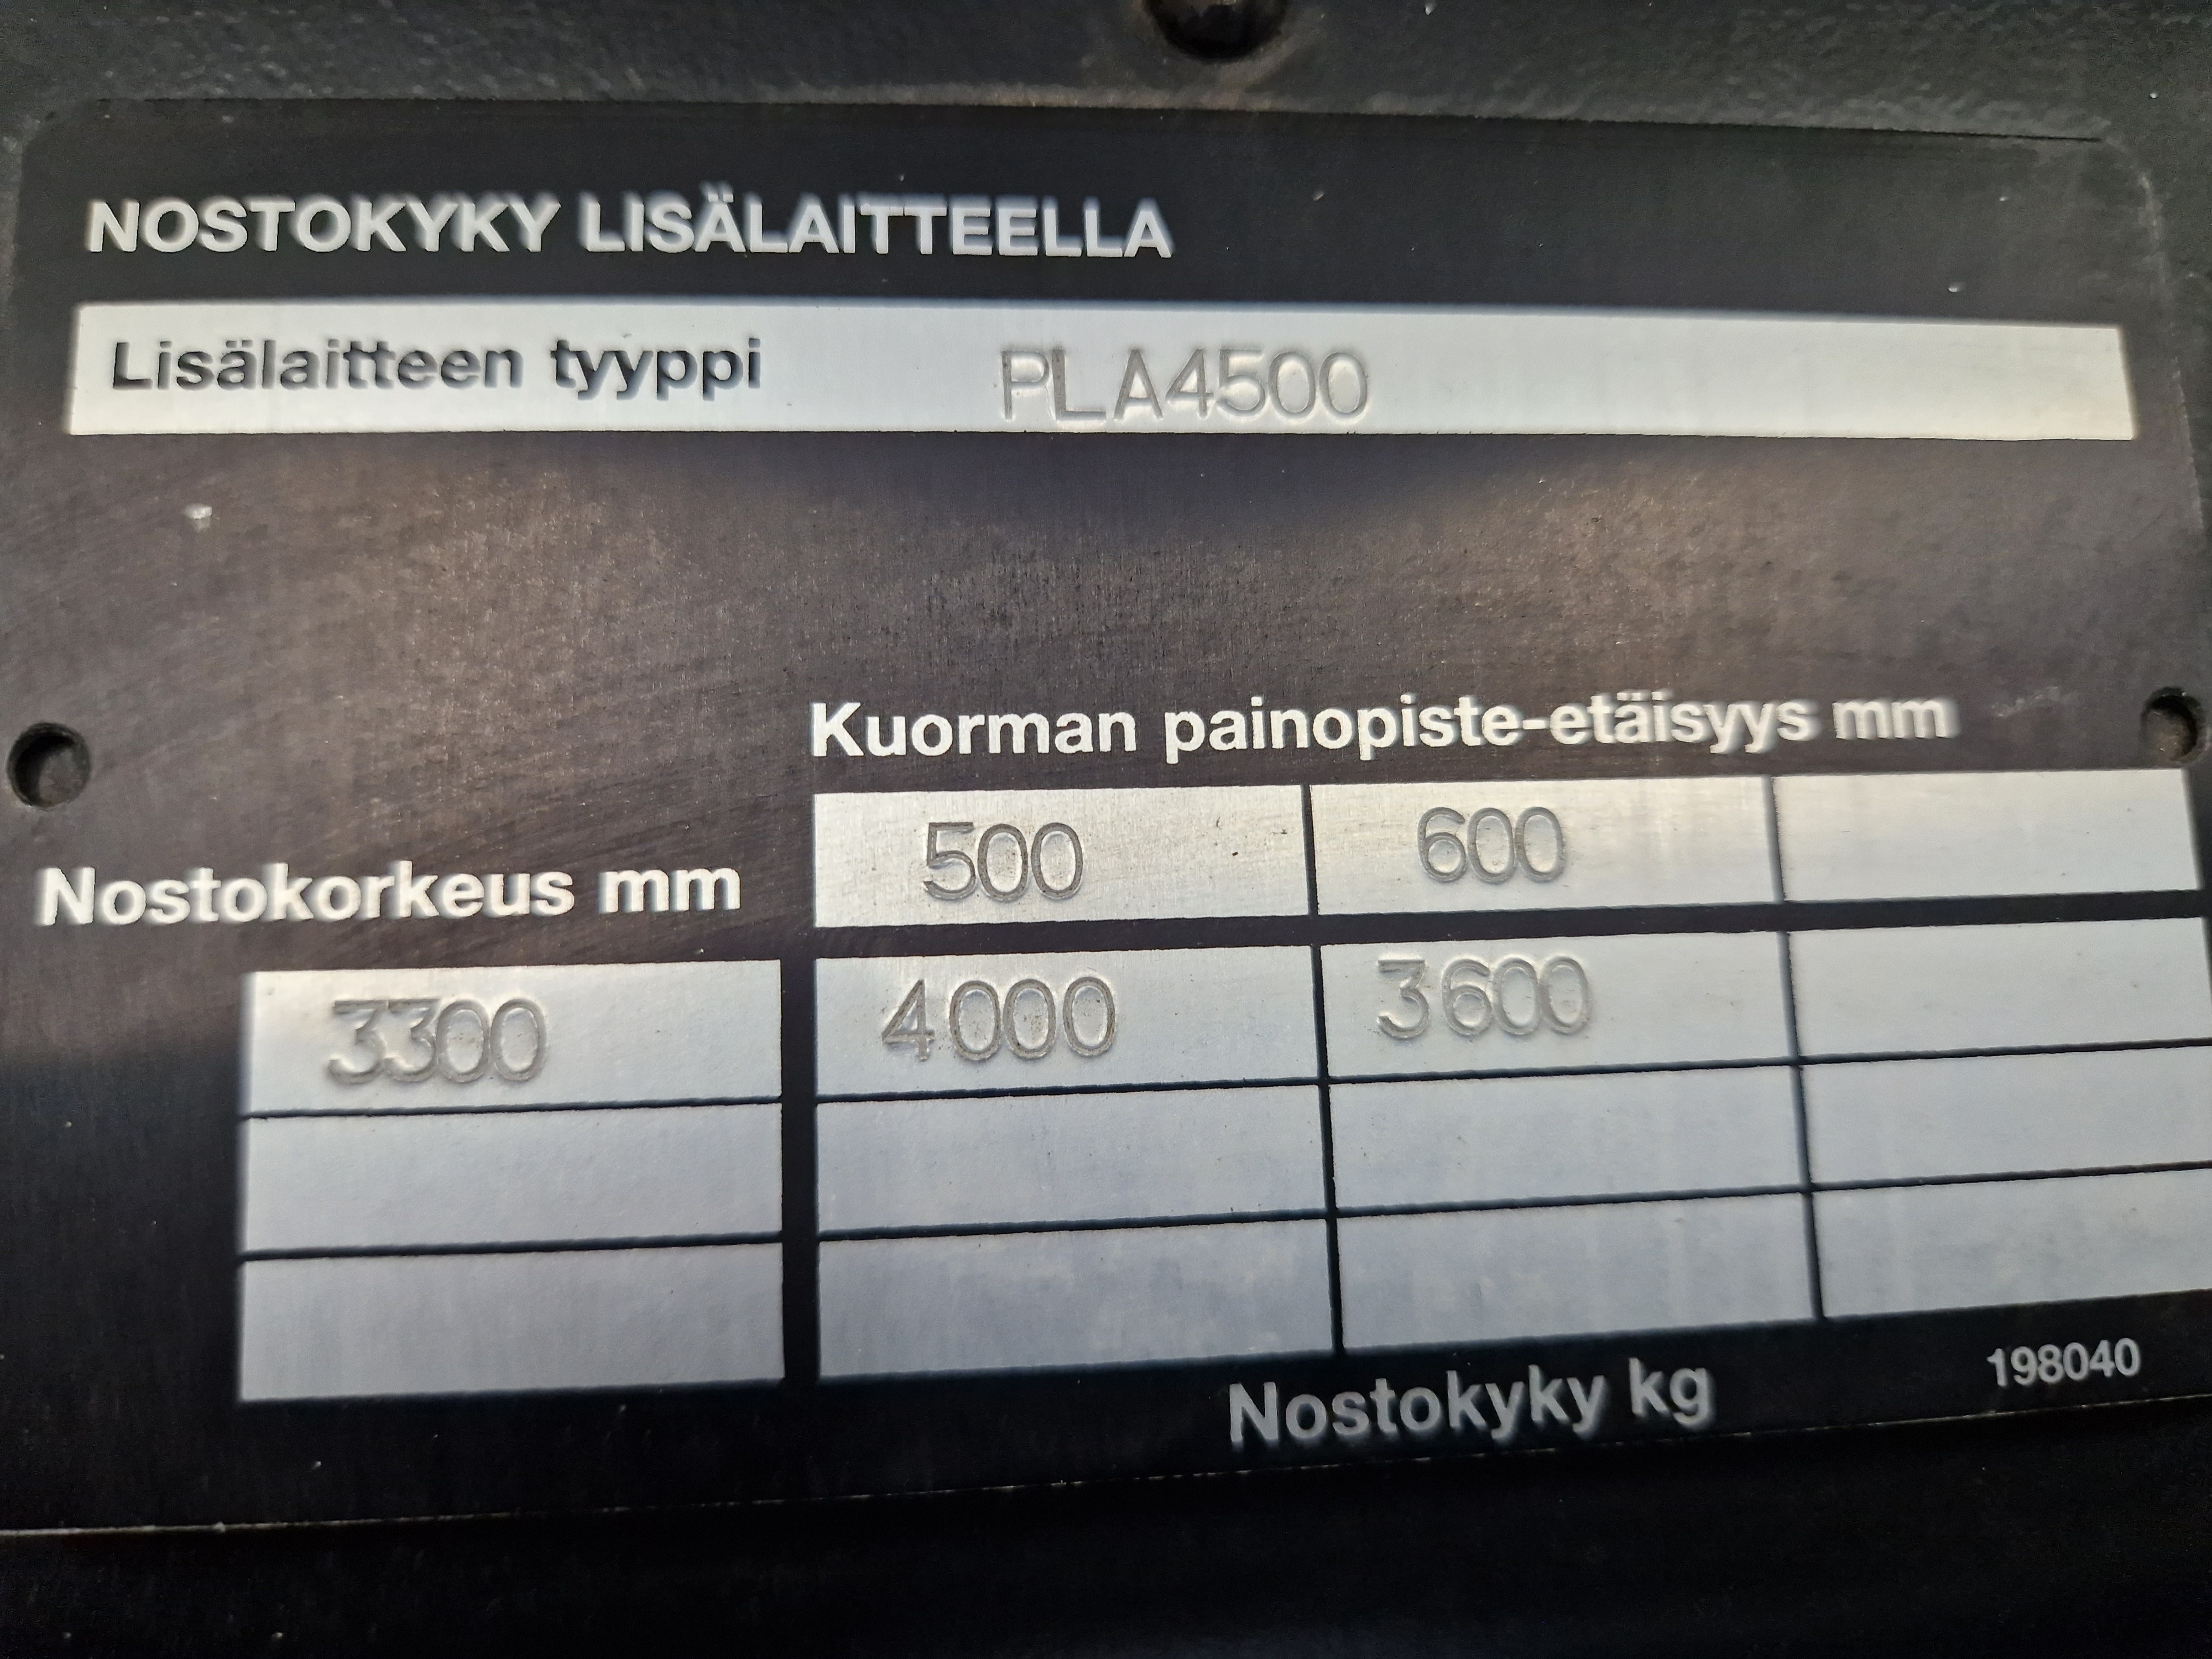 NOSTOKYKY LISÄLAITTEELLA
Lisälaitteen tyyppi PLA4500
Kuorman painopiste-etäisyys mm
500 600
Nostokorkeus mm
3300 4000 3600
Nostokyky kg
198040